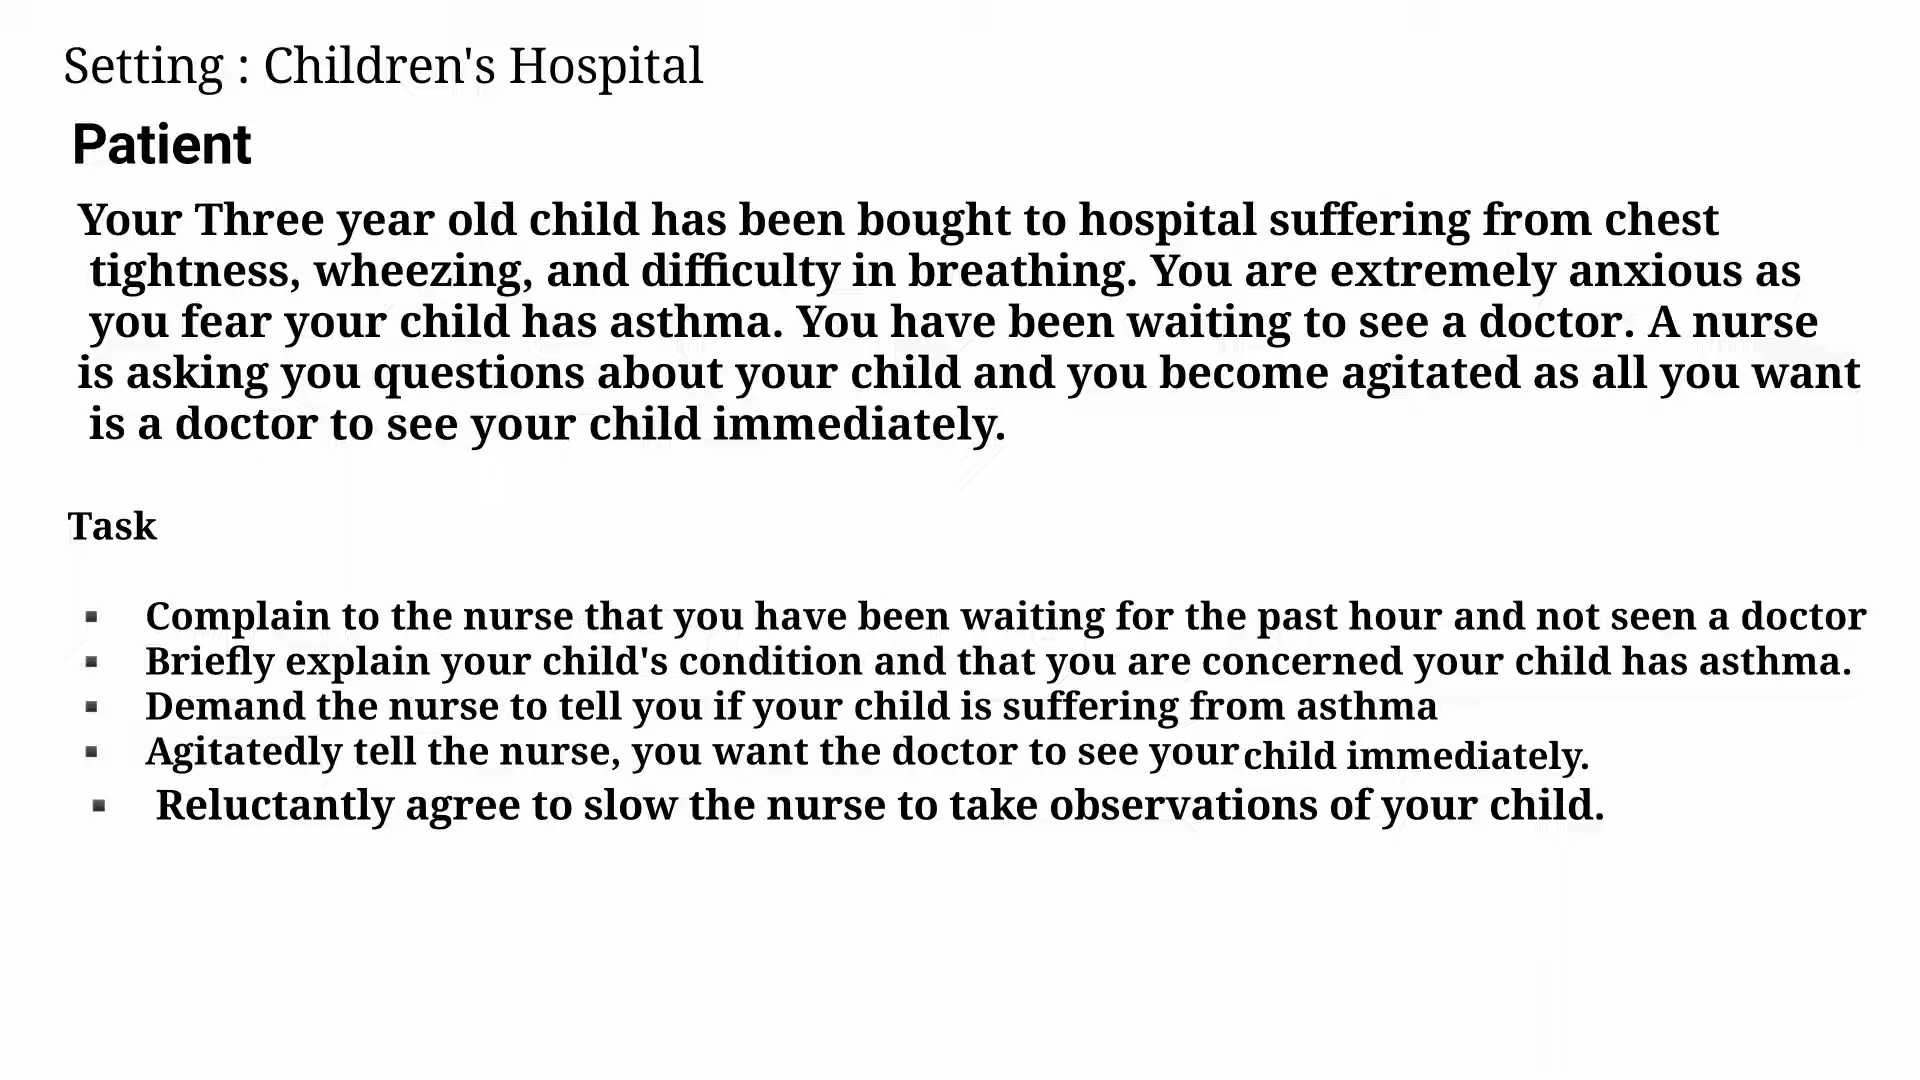 Setting : Children's Hospital
Patient
Your Three year old child has been bought to hospital suffering from chest
tightness, wheezing, and difficulty in breathing. You are extremely anxious as
you fear your child has asthma. You have been waiting to see a doctor. A nurse
is asking you questions about your child and you become agitated as all you want
is a doctor to see your child immediately.
Task
▪ Complain to the nurse that you have been waiting for the past hour and not seen a doctor
▪ Briefly explain your child's condition and that you are concerned your child has asthma.
▪ Demand the nurse to tell you if your child is suffering from asthma
▪ Agitatedly tell the nurse, you want the doctor to see your child immediately.
▪ Reluctantly agree to slow the nurse to take observations of your child.